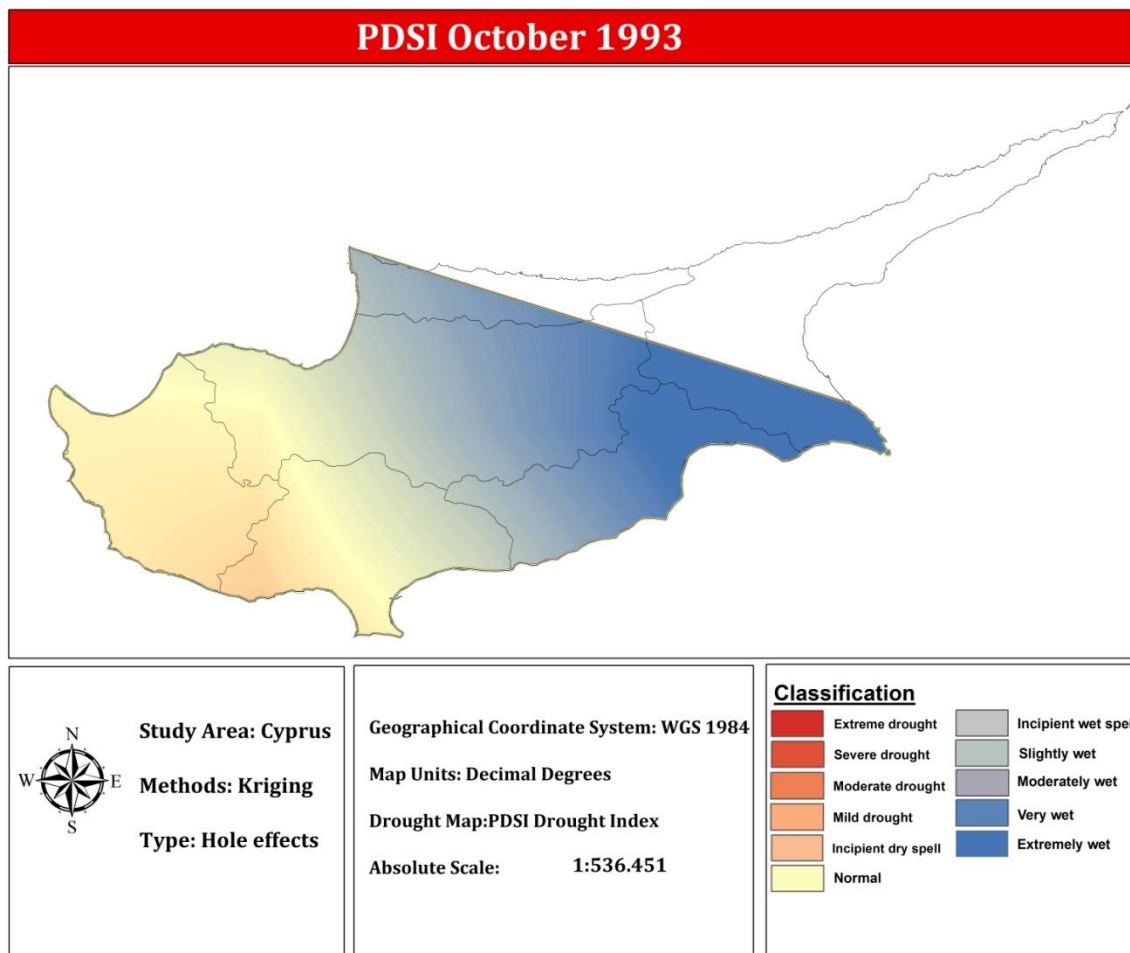 PDSI October 1993
N
W E
S
Study Area: Cyprus
Methods: Kriging
Type: Hole effects
Geographical Coordinate System: WGS 1984
Map Units: Decimal Degrees
Drought Map:PDSI Drought Index
Absolute Scale: 1:536.451
Classification
Extreme drought
Severe drought
Moderate drought
Mild drought
Incipient dry spell
Normal
Incipient wet spel
Slightly wet
Moderately wet
Very wet
Extremely wet